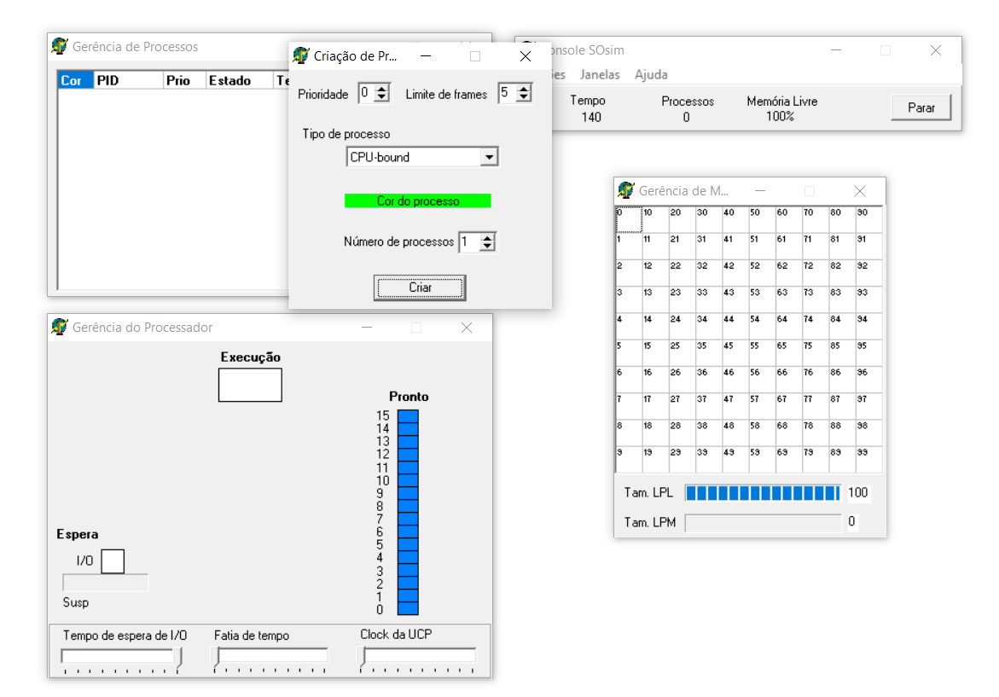 Gerência de Processos
Cor PID Prio Estado Te
Criação de Pr...
Prioridade 0 Limite de frames 5
Tipo de processo
CPU-bound
Cor do processo
Número de processos 1
Criar
onsole SOsim
es Janelas Ajuda
Tempo Processos Memória Livre
140 0 100%
Parar
Gerência de M...
0 10 20 30 40 50 60 70 80 90
1 11 21 31 41 51 61 71 81 91
2 12 22 32 42 52 62 72 82 92
3 13 23 33 43 53 63 73 83 93
4 14 24 34 44 54 64 74 84 94
5 15 25 35 45 55 65 75 85 95
6 16 26 36 46 56 66 76 86 96
7 17 27 37 47 57 67 77 87 97
8 18 28 38 48 58 68 78 88 98
9 19 29 39 49 59 69 79 89 99
Tam. LPL 100
Tam. LPM 0
Gerência do Processador
Execução
Pronto
15
14
13
12
11
10
9
8
7
6
5
4
3
2
1
0
Espera
I/O
Susp
Tempo de espera de I/O Fatia de tempo Clock da UCP